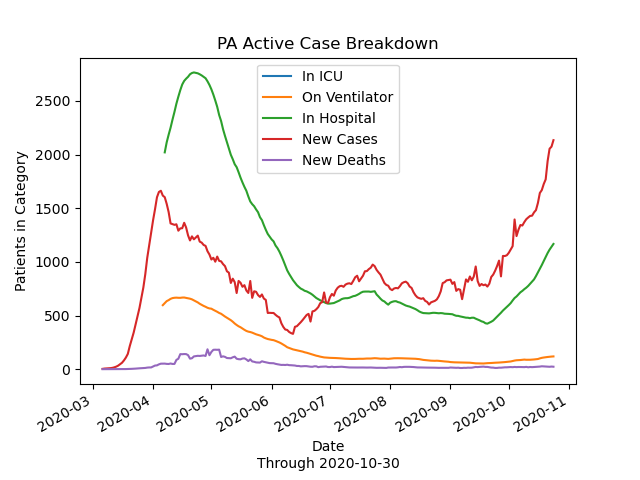 PA Active Case Breakdown
In ICU
On Ventilator
In Hospital
New Cases
New Deaths
Patients in Category
2500
2000
1500
1000
500
0
2020-03
2020-04
2020-05
2020-06
2020-07
2020-08
2020-09
2020-10
2020-11
Date
Through 2020-10-30